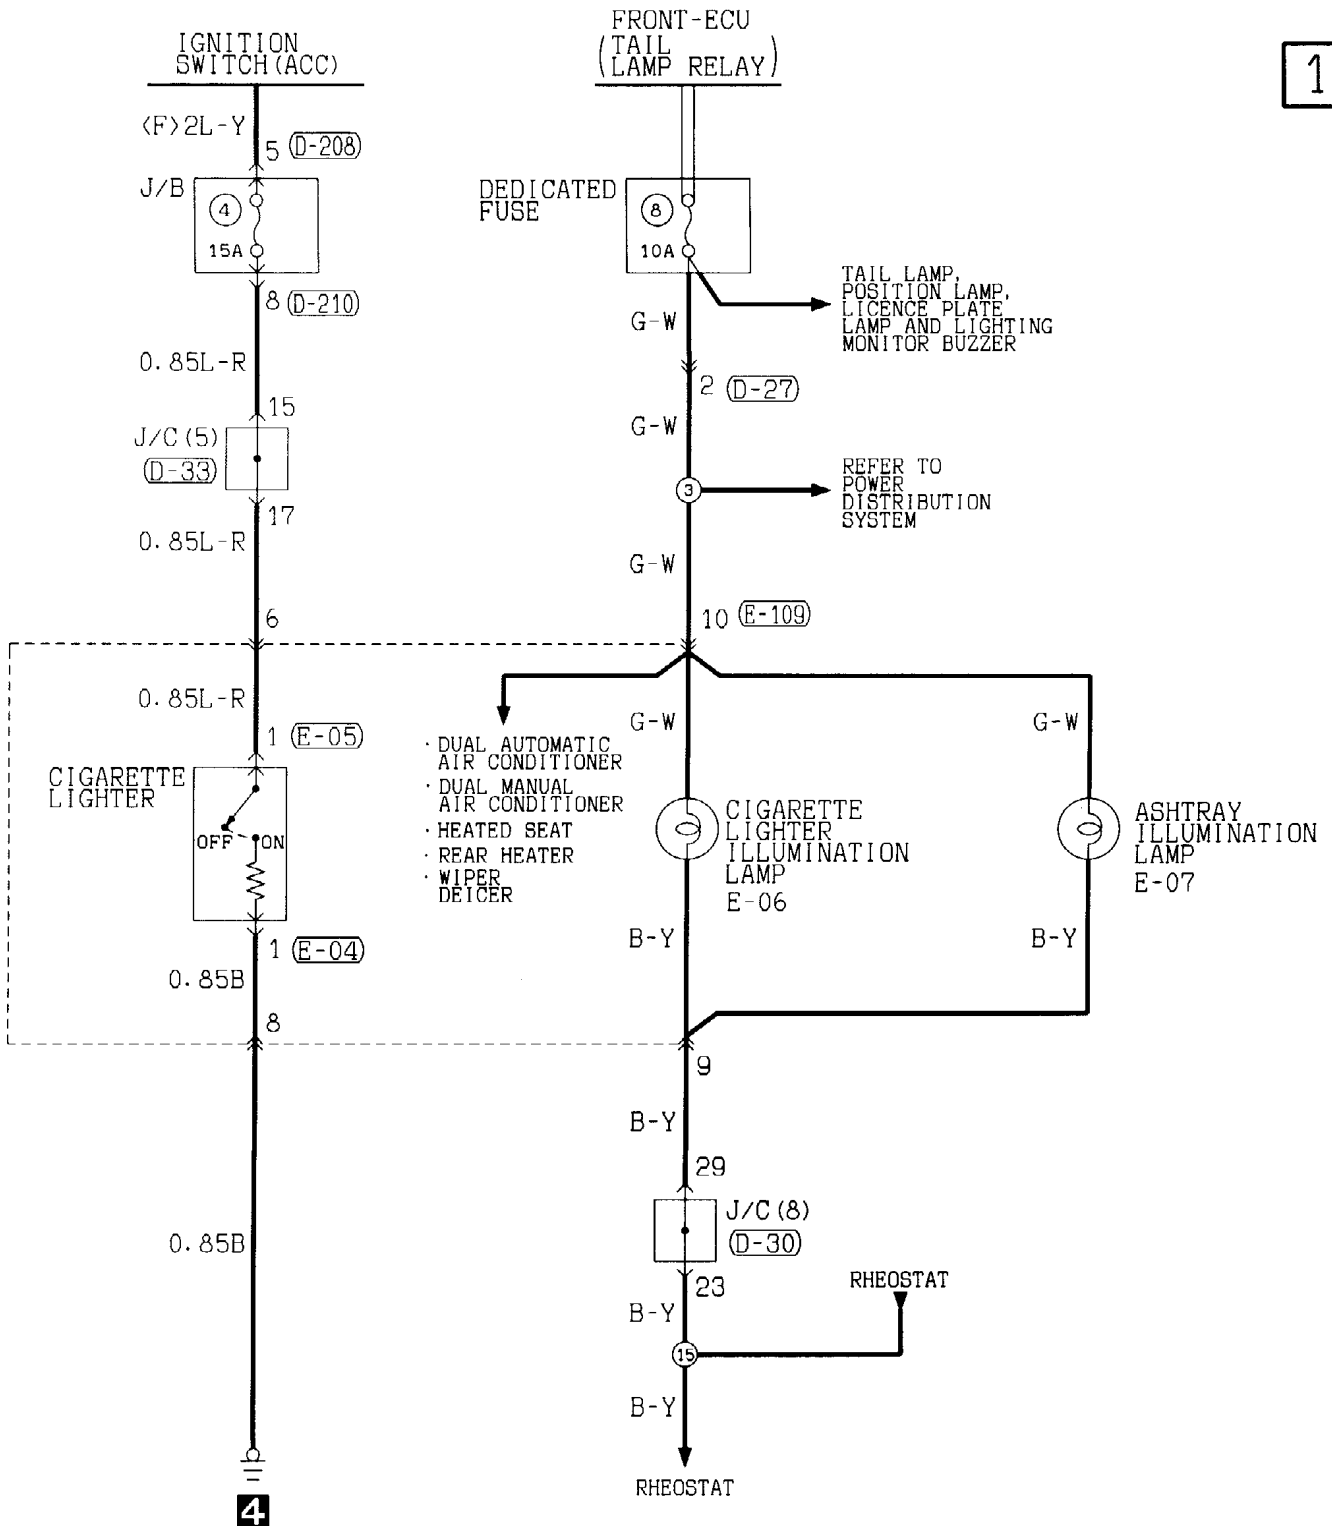 IGNITION
SWITCH(ACC)
FRONT-ECU
(TAIL
LAMP RELAY)
1
<F>2L-Y
5 D-208
J/B
4
15A
8 D-210
DEDICATED
FUSE
8
10A
TAIL LAMP,
POSITION LAMP,
LICENCE PLATE
LAMP AND LIGHTING
MONITOR BUZZER
G-W
2 D-27
G-W
0.85L-R
15
J/C(5)
D-33
17
0.85L-R
3
REFER TO
POWER
DISTRIBUTION
SYSTEM
G-W
6
10 E-109
0.85L-R
1 E-05
G-W
G-W
· DUAL AUTOMATIC
AIR CONDITIONER
· DUAL MANUAL
AIR CONDITIONER
· HEATED SEAT
· REAR HEATER
· WIPER
DEICER
CIGARETTE
LIGHTER
OFF ON
CIGARETTE
LIGHTER
ILLUMINATION
LAMP
E-06
ASHTRAY
ILLUMINATION
LAMP
E-07
1 E-04
B-Y
B-Y
0.85B
8
9
B-Y
29
J/C(8)
D-30
23
0.85B
B-Y
RHEOSTAT
15
B-Y
RHEOSTAT
4